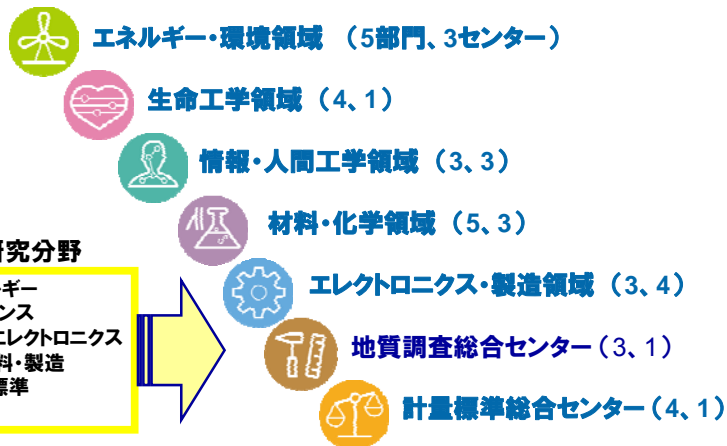 エネルギー・環境領域 (5部門、3センター)
生命工学領域 (4、1)
情報・人間工学領域 (3、3)
材料・化学領域 (5、3)
エレクトロニクス・製造領域 (3、4)
地質調査総合センター(3、1)
計量標準総合センター(4、1)
研究分野
ギー
ンス
エレクトロニクス
料・製造
標準